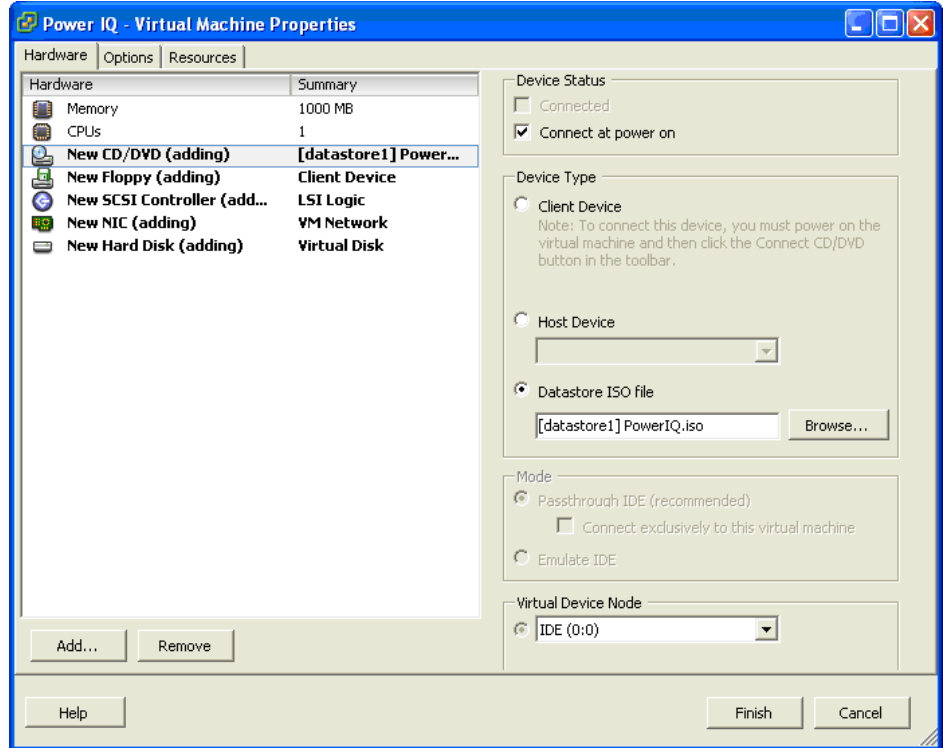 Power IQ - Virtual Machine Properties
Hardware Options Resources
Hardware Summary
Memory 1000 MB
CPUs 1
New CD/DVD (adding) [datastore1] Power...
New Floppy (adding) Client Device
New SCSI Controller (add... LSI Logic
New NIC (adding) VM Network
New Hard Disk (adding) Virtual Disk
Add... Remove
Device Status
Connected
Connect at power on
Device Type
Client Device
Note: To connect this device, you must power on the
virtual machine and then click the Connect CD/DVD
button in the toolbar.
Host Device
Datastore ISO file
[datastore1] PowerIQ.iso Browse...
Mode
Passthrough IDE (recommended)
Connect exclusively to this virtual machine
Emulate IDE
Virtual Device Node
IDE (0:0)
Help Finish Cancel